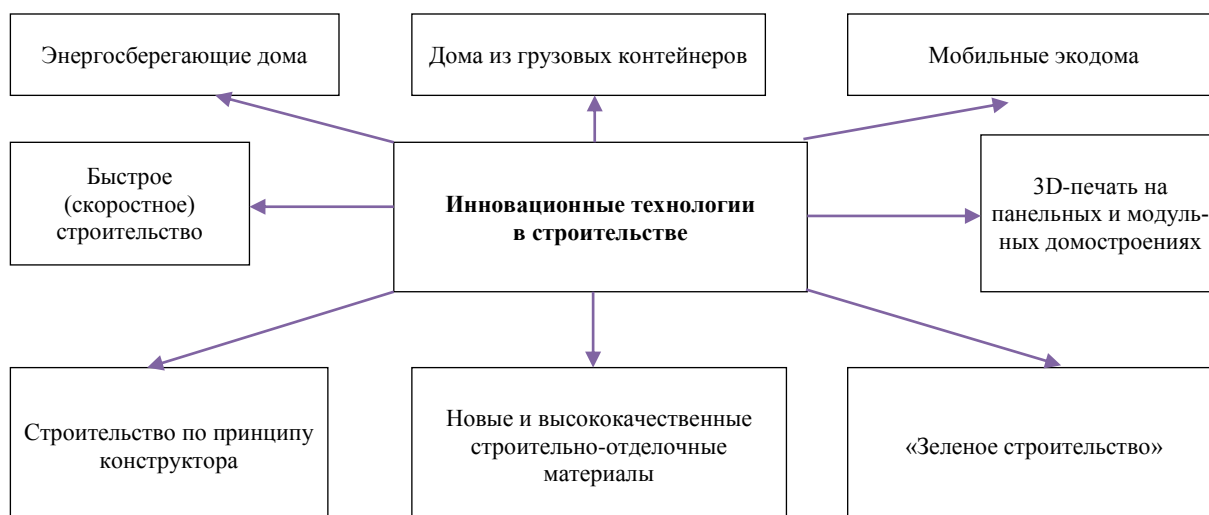 Энергосберегающие дома
Дома из грузовых контейнеров
Мобильные экодома
Быстрое
(скоростное)
строительство
Инновационные технологии
в строительстве
3D-печать на
панельных и модуль-
ных домостроениях
Строительство по принципу
конструктора
Новые и высококачественные
строительно-отделочные
материалы
«Зеленое строительство»